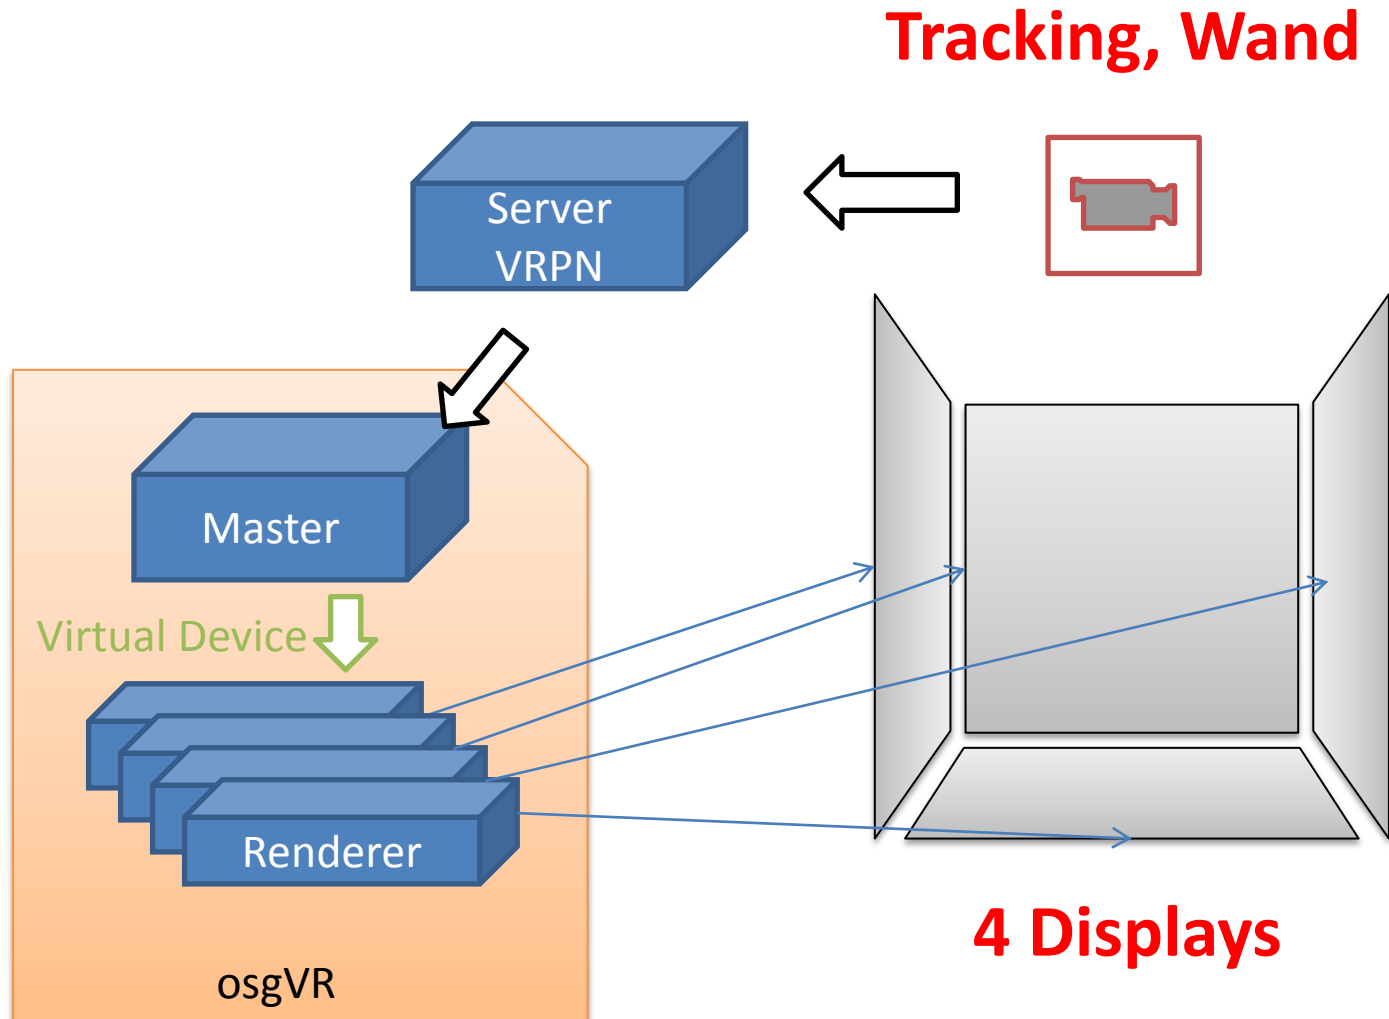 Tracking, Wand
Server
VRPN
Master
Virtual Device
Renderer
4 Displays
osgVR